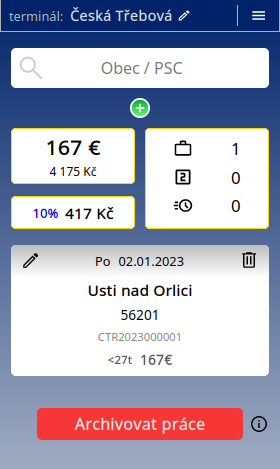 terminál: Česká Třebová
Obec / PSC
167 €
4 175 Kč
10% 417 Kč
1
0
0
Po 02.01.2023
Usti nad Orlici
56201
CTR2023000001
<27t 167€
Archivovat práce